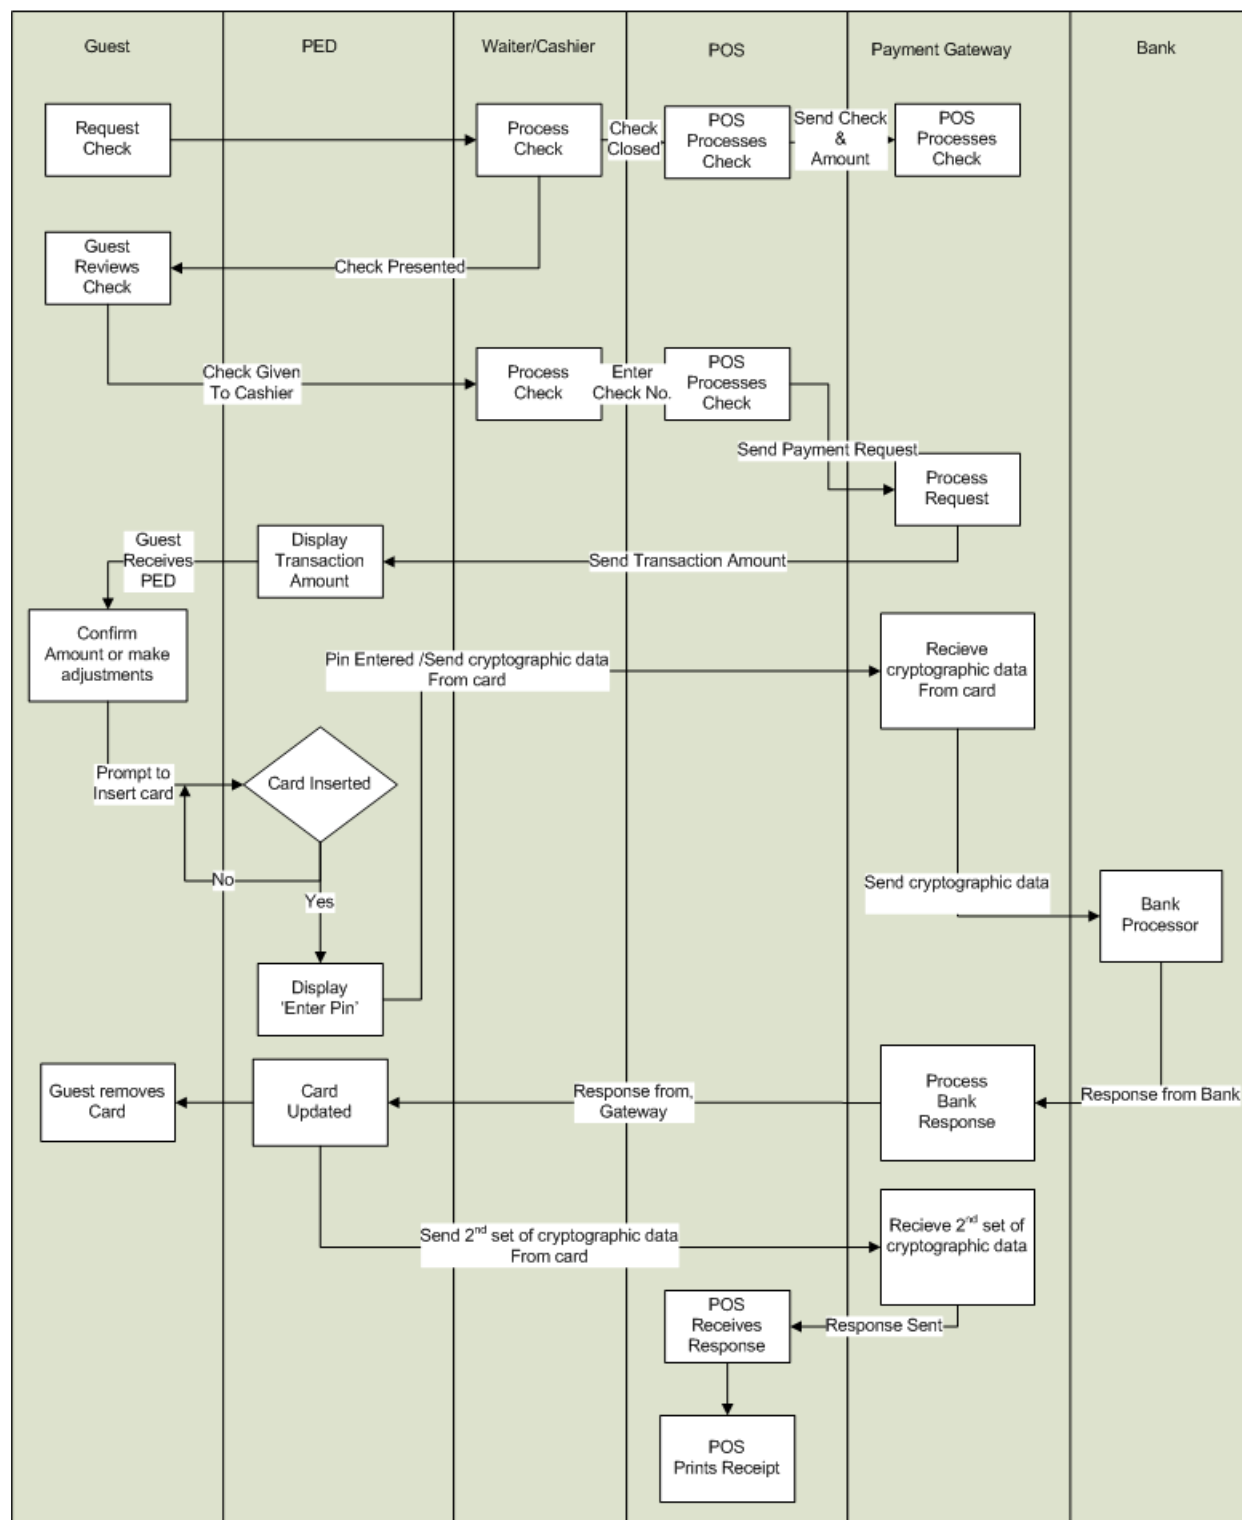 Guest
PED
Waiter/Cashier
POS
Payment Gateway
Bank
Request
Check
Process
Check
Check
Closed
POS
Processes
Check
Send Check
&
Amount
POS
Processes
Check
Guest
Reviews
Check
Check Presented
Check Given
To Cashier
Process
Check
Enter
Check No.
POS
Processes
Check
Send Payment Request
Process
Request
Send Transaction Amount
Display
Transaction
Amount
Guest
Receives
PED
Confirm
Amount or make
adjustments
Pin Entered /Send cryptographic data
From card
Recieve
cryptographic data
From card
Prompt to
Insert card
Card Inserted
No
Yes
Send cryptographic data
Bank
Processor
Display
'Enter Pin'
Guest removes
Card
Card
Updated
Response from,
Gateway
Process
Bank
Response
Response from Bank
Send 2nd set of cryptographic data
From card
Recieve 2nd set of
cryptographic data
POS
Receives
Response
Response Sent
POS
Prints Receipt